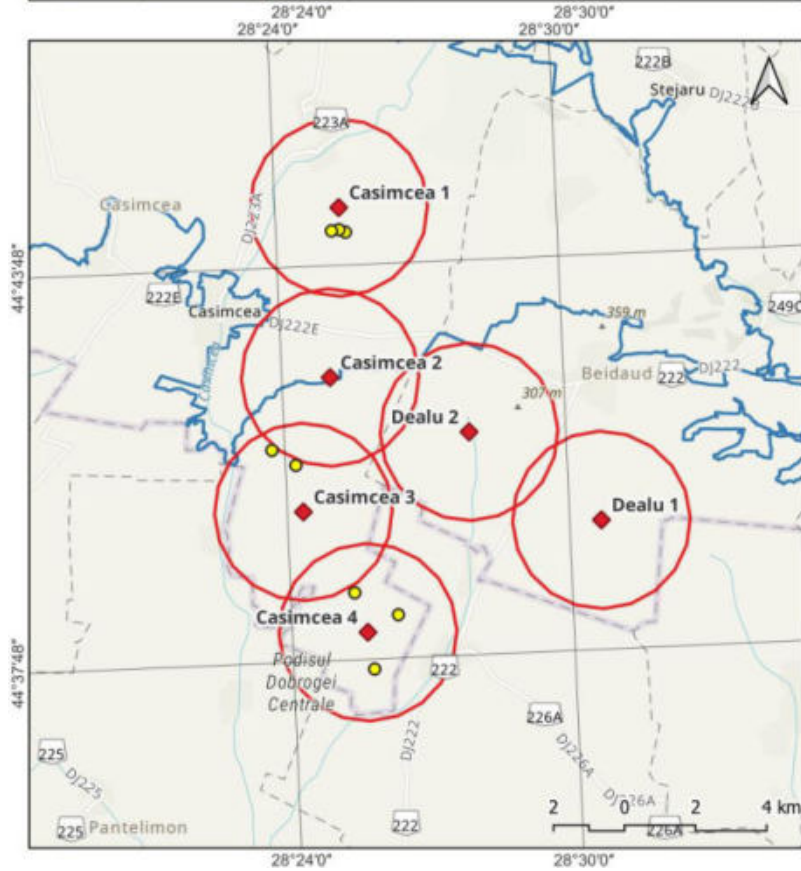 28°24'0" 28°30'0"
28°24'0" 28°30'0"
222B
Stejaru
DJ222B
223A
Casimcea 1
Casimcea
DJ223A
44°43'48"
222E
Casimcea
DJ222E
249C
359 m
Casimcea 2
Casimcea
Beidaud
222
DJ222
307 m
Dealu 2
Casimcea 3
Dealu 1
Casimcea 4
44°37'48"
Podisul
Dobrogei
Centrale
222
226A
DJ222
DJ226A
225
DJ225
2 0 2 4 km
DJ226A
225
Pantelimon
222
226A
28°24'0" 28°30'0"